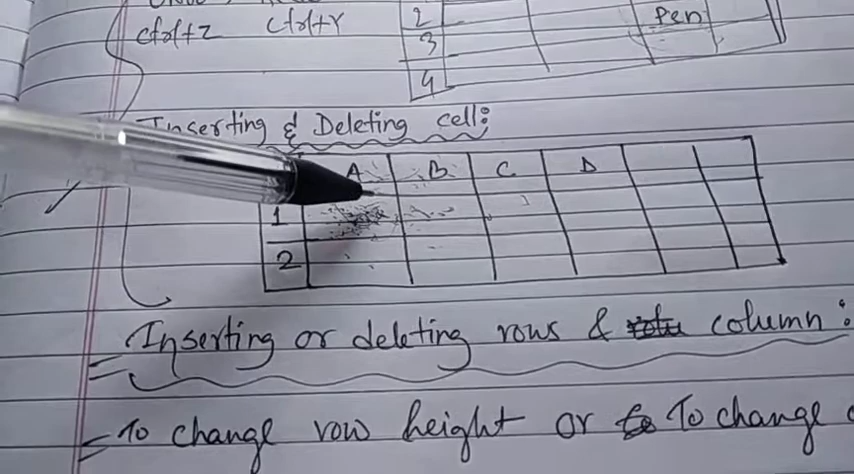 ctrl+z ctrl+Y
2 Pen
3
4
Inserting & Deleting cell:
A B C D
1
2
Inserting or deleting rows & column:
To change row height or To change